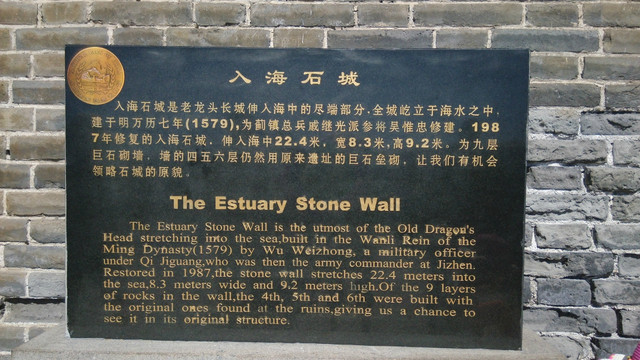 入海石城
入海石城是老龙头长城伸入海中的尽端部分,全城屹立于海水之中,
建于明万历七年(1579),为蓟镇总兵戚继光派参将吴惟忠修建。198
7年修复的入海石城,伸入海中22.4米,宽8.3米,高9.2米。为九层
巨石砌墙,墙的四五六层仍然用原来遗址的巨石垒砌,让我们有机会
领略石城的原貌。
The Estuary Stone Wall
The Estuary Stone Wall is the utmost of the Old Dragon's
Head stretching into the sea,built in the Wanli Rein of the
Ming Dynasty(1579) by Wu Weizhong, a military officer
under Qi Jiguang,who was then the army commander at Jizhen.
Restored in 1987,the stone wall stretches 22.4 meters into
the sea,8.3 meters wide and 9.2 meters high.Of the 9 layers
of rocks in the wall,the 4th, 5th and 6th were built with
the original ones found at the ruins,giving us a chance to
see it in its original structure.